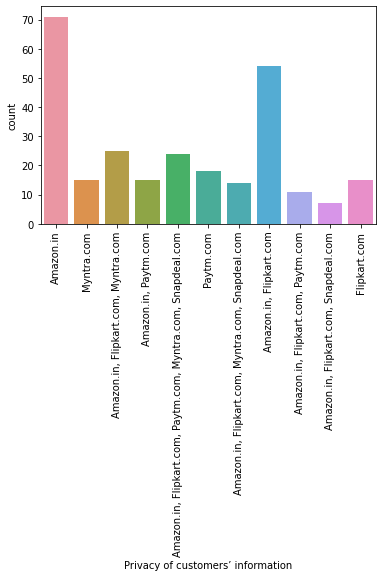 70
60
50
40
30
20
10
0
count
Amazon.in
Myntra.com
Amazon.in, Flipkart.com, Myntra.com
Amazon.in, Paytm.com
Amazon.in, Flipkart.com, Paytm.com, Myntra.com, Snapdeal.com
Paytm.com
Amazon.in, Flipkart.com, Myntra.com, Snapdeal.com
Amazon.in, Flipkart.com
Amazon.in, Flipkart.com, Paytm.com
Amazon.in, Flipkart.com, Snapdeal.com
Flipkart.com
Privacy of customers’ information